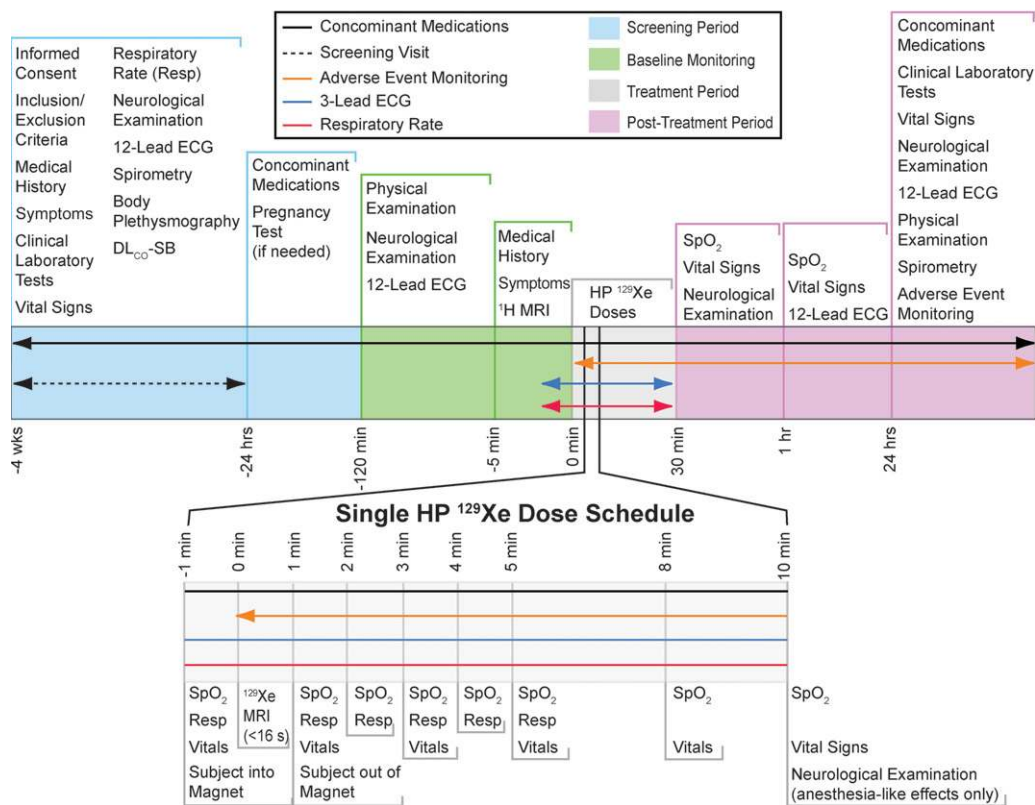 Concominant Medications
Screening Visit
Adverse Event Monitoring
3-Lead ECG
Respiratory Rate
Screening Period
Baseline Monitoring
Treatment Period
Post-Treatment Period
Informed
Consent
Inclusion/
Exclusion
Criteria
Medical
History
Symptoms
Clinical
Laboratory
Tests
Vital Signs
Respiratory
Rate (Resp)
Neurological
Examination
12-Lead ECG
Spirometry
Body
Plethysmography
DLCO-SB
Concominant
Medications
Pregnancy
Test
(if needed)
Physical
Examination
Neurological
Examination
12-Lead ECG
Medical
History
Symptoms
¹H MRI
HP ¹²⁹Xe
Doses
SpO₂
Vital Signs
Neurological
Examination
SpO₂
Vital Signs
12-Lead ECG
Concominant
Medications
Clinical Laboratory
Tests
Vital Signs
Neurological
Examination
12-Lead ECG
Physical
Examination
Spirometry
Adverse Event
Monitoring
-4 wks
-24 hrs
-120 min
-5 min
0 min
30 min
1 hr
24 hrs
Single HP ¹²⁹Xe Dose Schedule
-1 min
0 min
1 min
2 min
3 min
4 min
5 min
8 min
10 min
SpO₂
Resp
Vitals
Subject into
Magnet
¹²⁹Xe
MRI
(<16 s)
SpO₂
Resp
Vitals
Subject out of
Magnet
SpO₂
Resp
SpO₂
Resp
Vitals
SpO₂
Resp
SpO₂
Resp
Vitals
SpO₂
Vitals
SpO₂
Vital Signs
Neurological Examination
(anesthesia-like effects only)